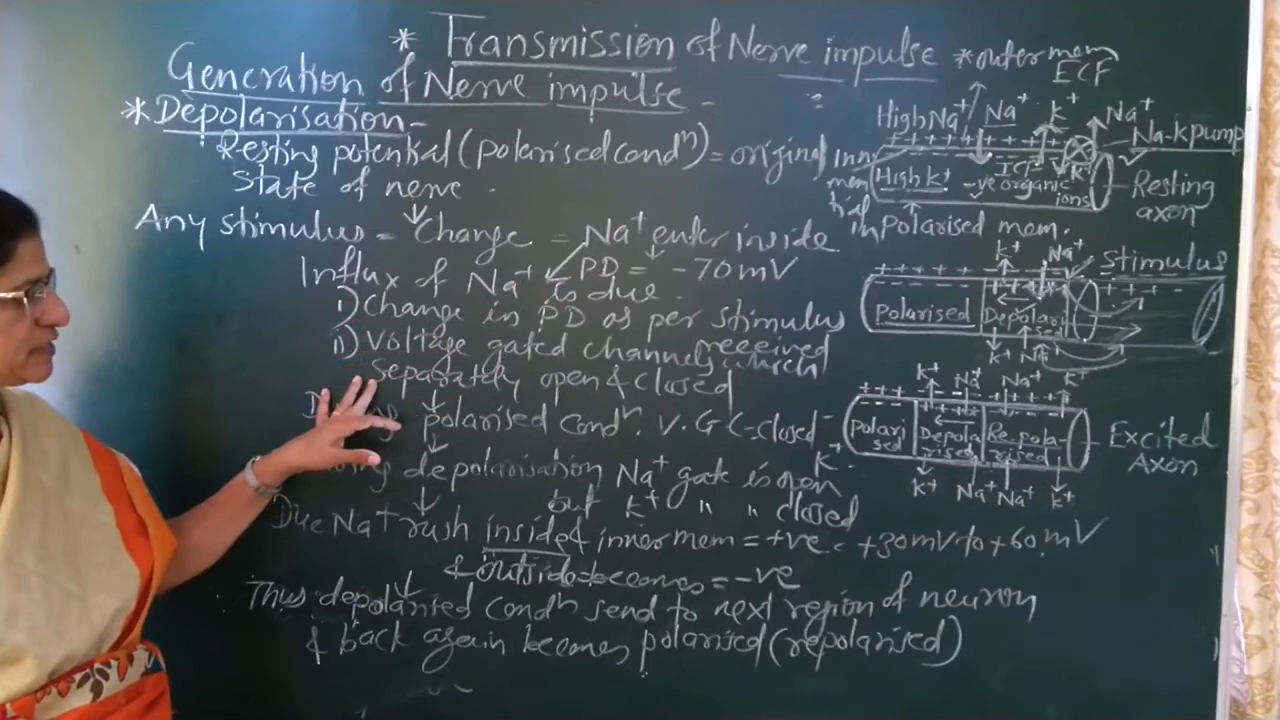 * Transmission of Nerve impulse
Generation of Nerve impulse -
* Depolarisation -
Resting potential (polarised condⁿ) = original
State of nerve.
Any stimulus = Change = Na⁺ enter inside.
Influx of Na⁺ is due. PD = -70mV
i) Change in PD as per stimulus
received
ii) Voltage gated channels which
separately open & closed
polarised condⁿ. V.G.C-closed
depolarisation Na⁺ gate is open
but K⁺ " " closed
Due Na⁺ rush inside & inner mem = +ve = +30mV to +60mV
& outside becomes = -ve
Thus depolarised condⁿ send to next region of neuron
& back again becomes polarised (repolarised)
* outer mem
ECF
High Na⁺ Na⁺ K⁺ Na⁺
Na-K pump
High K⁺ ICF K⁺
-ve organic ions
Resting axon
Polarised mem.
K⁺ Na⁺ Stimulus
Polarised Depolarised
K⁺ Na⁺
K⁺ Na⁺ Na⁺ K⁺
Polarised Depolarised Re-polarised
Excited Axon
K⁺ Na⁺ Na⁺ K⁺